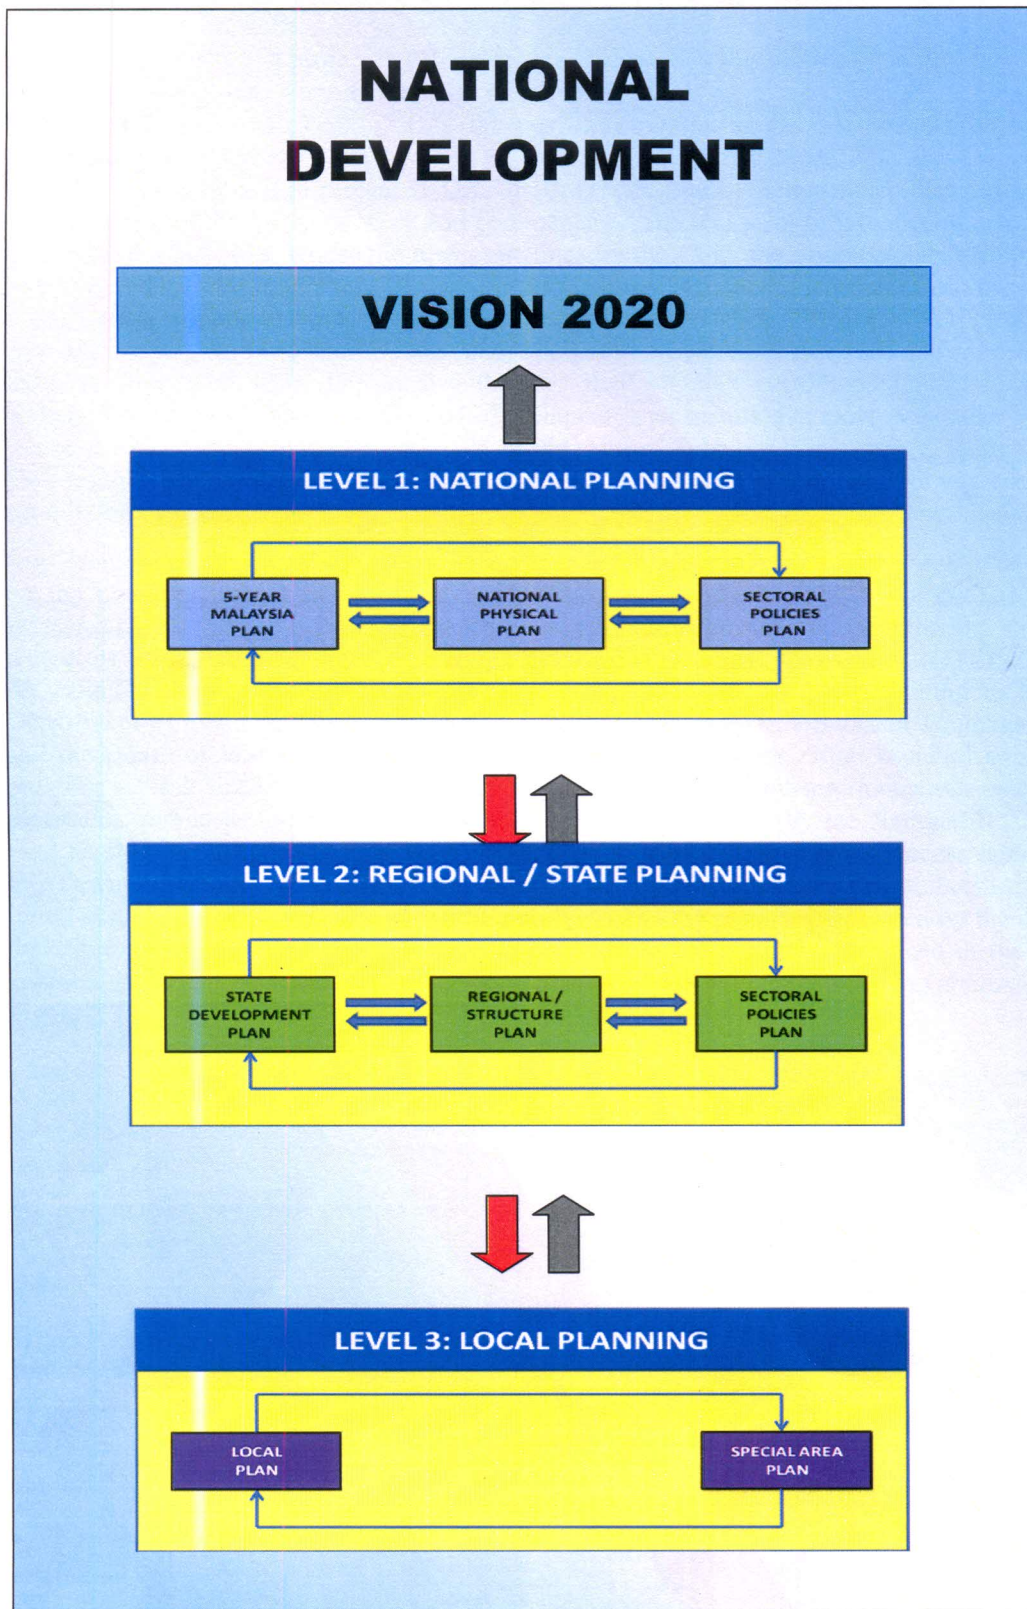 NATIONAL
DEVELOPMENT
VISION 2020
LEVEL 1: NATIONAL PLANNING
5-YEAR
MALAYSIA
PLAN
NATIONAL
PHYSICAL
PLAN
SECTORAL
POLICIES
PLAN
LEVEL 2: REGIONAL / STATE PLANNING
STATE
DEVELOPMENT
PLAN
REGIONAL /
STRUCTURE
PLAN
SECTORAL
POLICIES
PLAN
LEVEL 3: LOCAL PLANNING
LOCAL
PLAN
SPECIAL AREA
PLAN